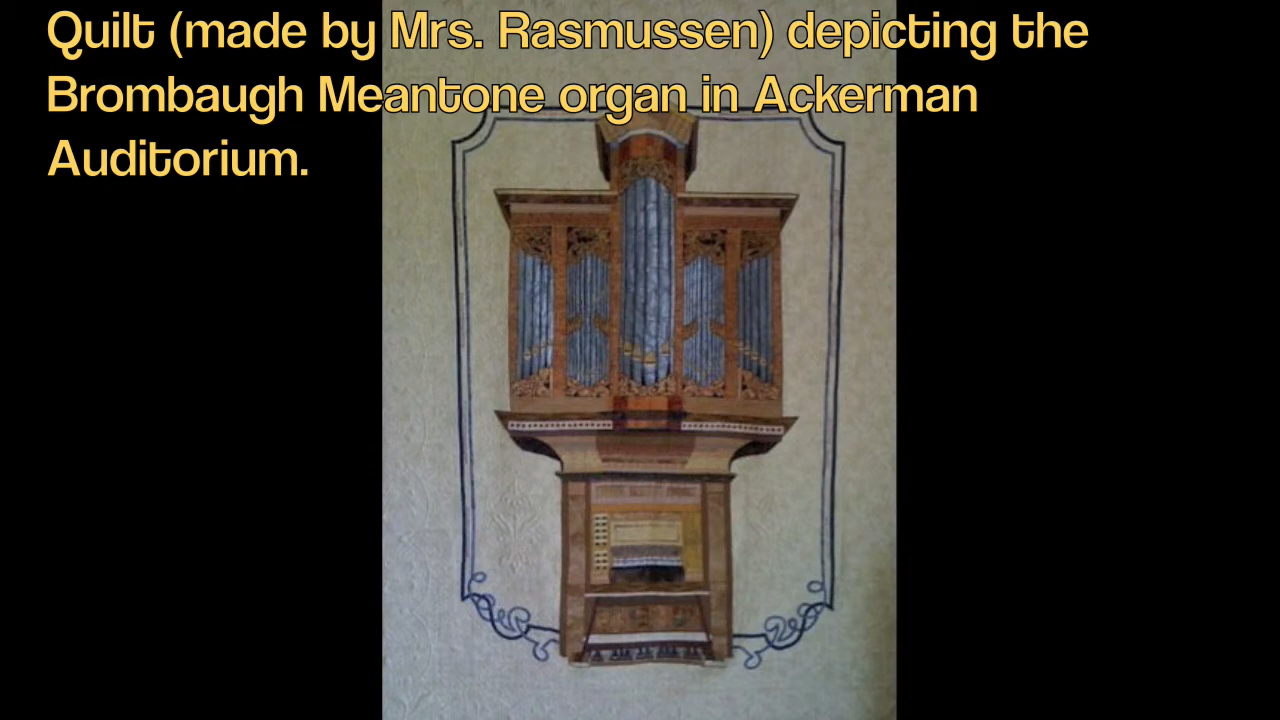 Quilt (made by Mrs. Rasmussen) depicting the
Brombaugh Meantone organ in Ackerman
Auditorium.